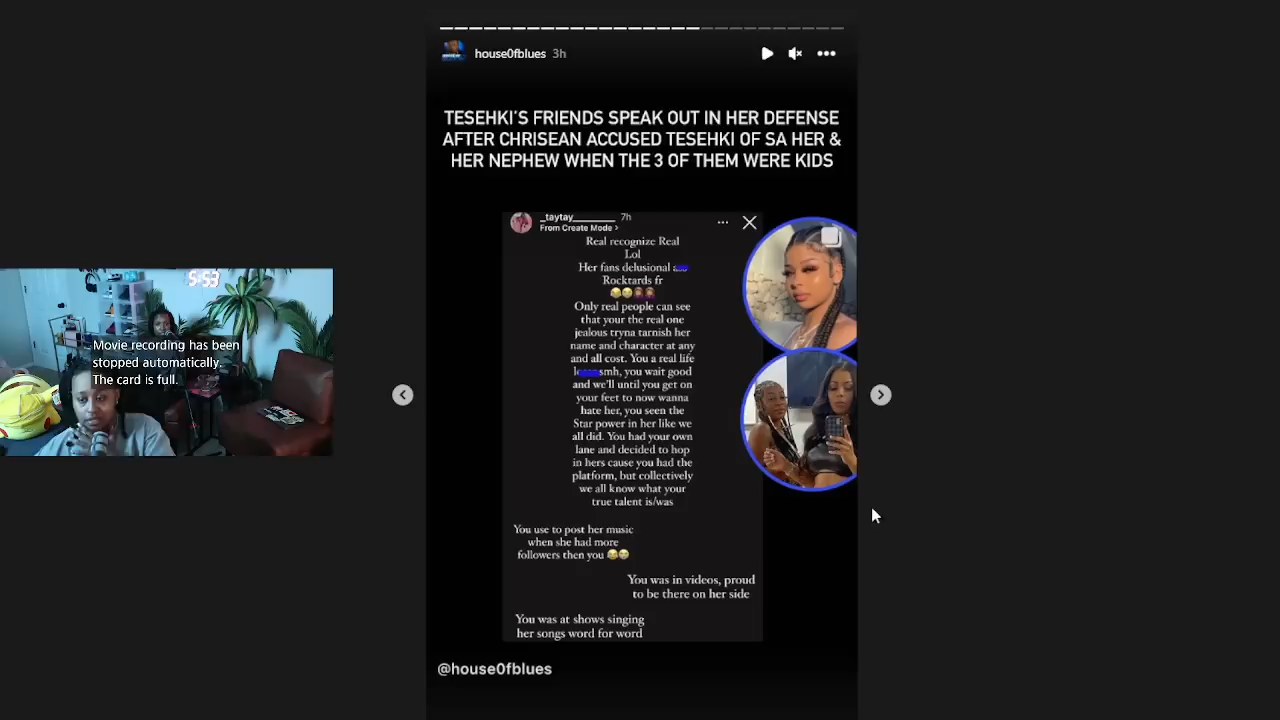 house0fblues 3h
TESEHKI'S FRIENDS SPEAK OUT IN HER DEFENSE
AFTER CHRISEAN ACCUSED TESEHKI OF SA HER &
HER NEPHEW WHEN THE 3 OF THEM WERE KIDS
_taytay________ 7h
From Create Mode >
Real recognize Real
Lol
Her fans delusional
Rocktards fr
😂😭🤦🏾‍♀️🤦🏾‍♀️
Only real people can see
that your the real one
jealous tryna tarnish her
name and character at any
and all cost. You a real life
smh, you wait good
and we'll until you get on
your feet to now wanna
hate her, you seen the
Star power in her like we
all did. You had your own
lane and decided to hop
in hers cause you had the
platform, but collectively
we all know what your
true talent is/was
You use to post her music
when she had more
followers then you 😂😭
You was in videos, proud
to be there on her side
You was at shows singing
her songs word for word
@house0fblues
5:53
Movie recording has been
stopped automatically.
The card is full.